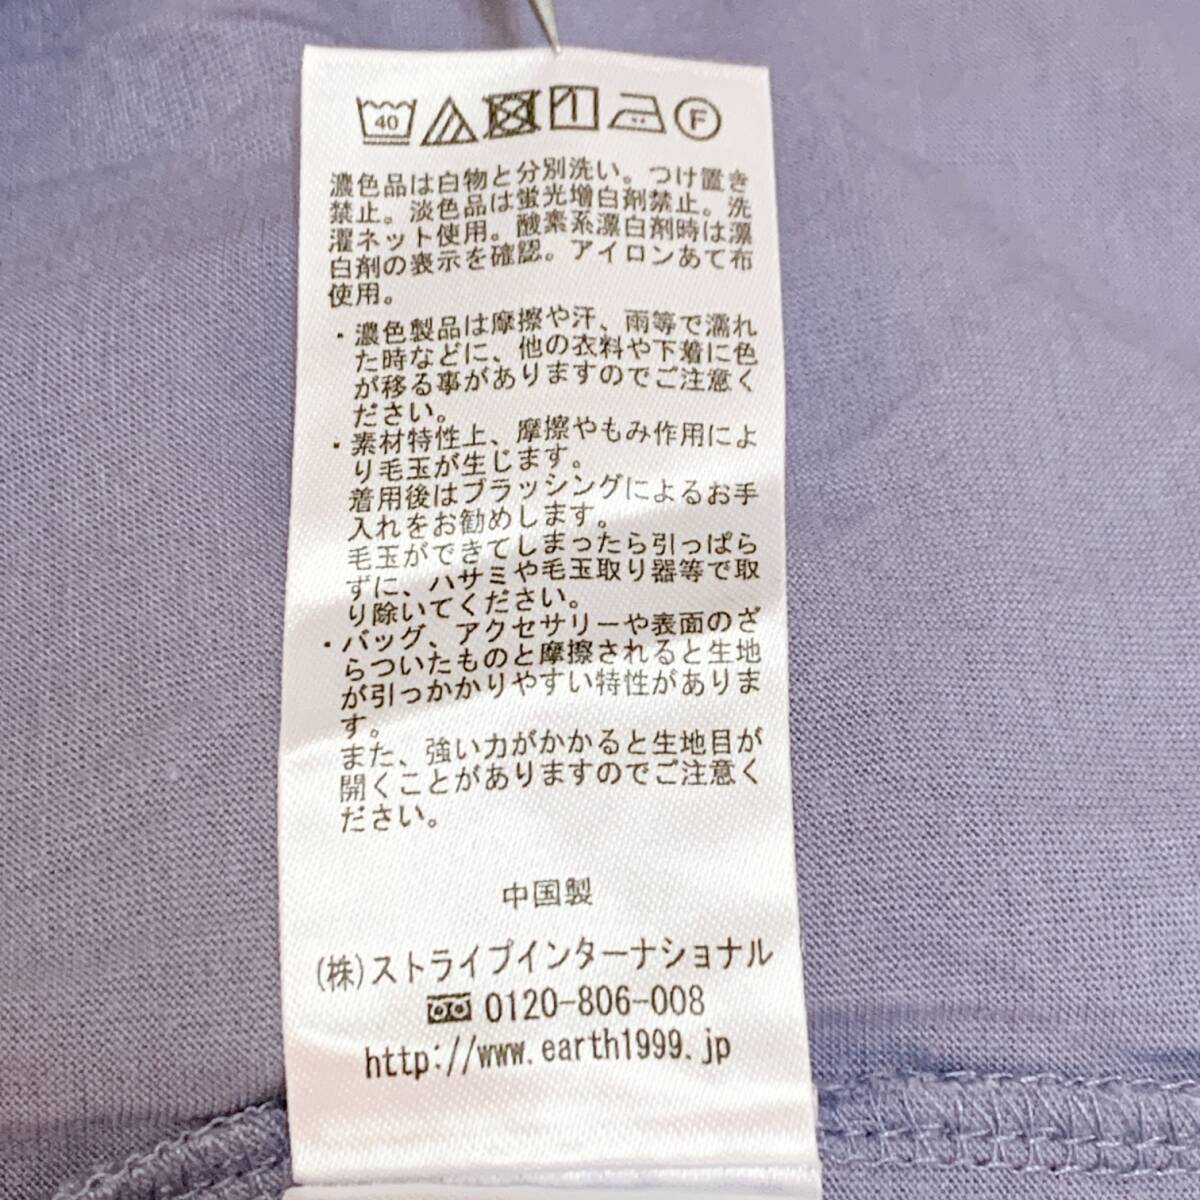 40 F
濃色品は白物と分別洗い。つけ置き
禁止。淡色品は蛍光増白剤禁止。洗
濯ネット使用。酸素系漂白剤時は漂
白剤の表示を確認。アイロンあて布
使用。
・濃色製品は摩擦や汗、雨等で濡れ
た時などに、他の衣料や下着に色
が移る事がありますのでご注意く
ださい。
・素材特性上、摩擦やもみ作用によ
り毛玉が生じます。
着用後はブラッシングによるお手
入れをお勧めします。
毛玉ができてしまったら引っぱら
ずに、ハサミや毛玉取り器等で取
り除いてください。
・バッグ、アクセサリーや表面のざ
らついたものと摩擦されると生地
が引っかかりやすい特性がありま
す。
また、強い力がかかると生地目が
開くことがありますのでご注意く
ださい。
中国製
(株)ストライプインターナショナル
0120-806-008
http://www.earth1999.jp